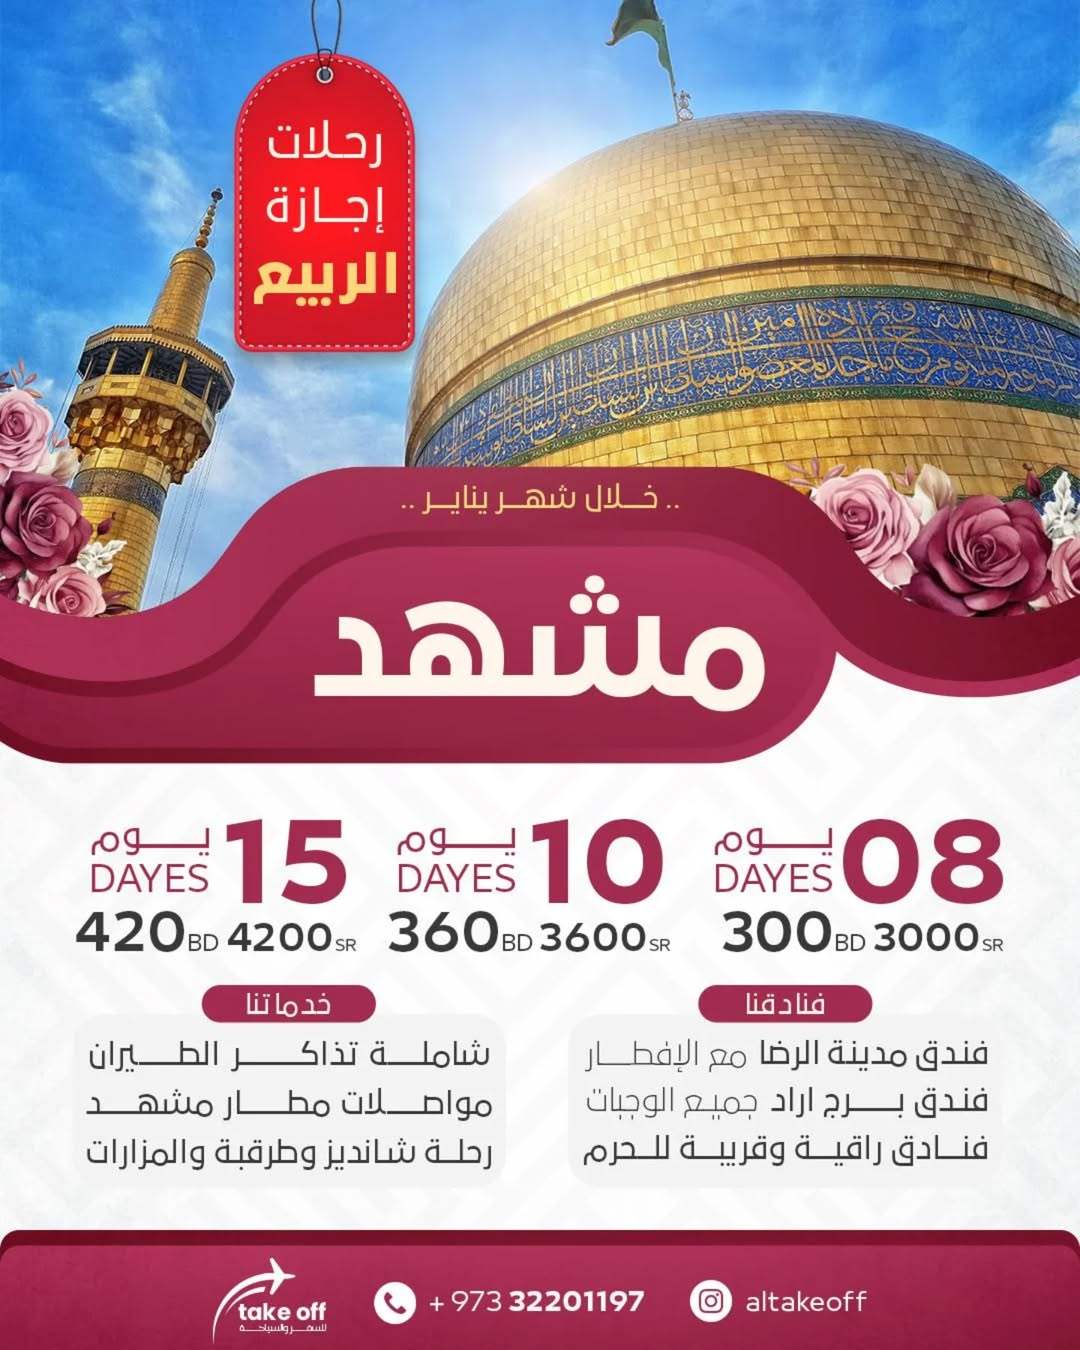 رحلات
إجازة
الربيع
.. خلال شهر يناير ..
مشهد
08 يوم
DAYES
300BD 3000SR
10 يوم
DAYES
360BD 3600SR
15 يوم
DAYES
420BD 4200SR
فنادقنا
فندق مدينة الرضا مع الإفطار
فندق برج اراد جميع الوجبات
فنادق راقية وقريبة للحرم
خدماتنا
شاملة تذاكر الطيران
مواصلات مطار مشهد
رحلة شانديز وطرقبة والمزارات
take off
للسفر والسياحة
+ 973 32201197
altakeoff